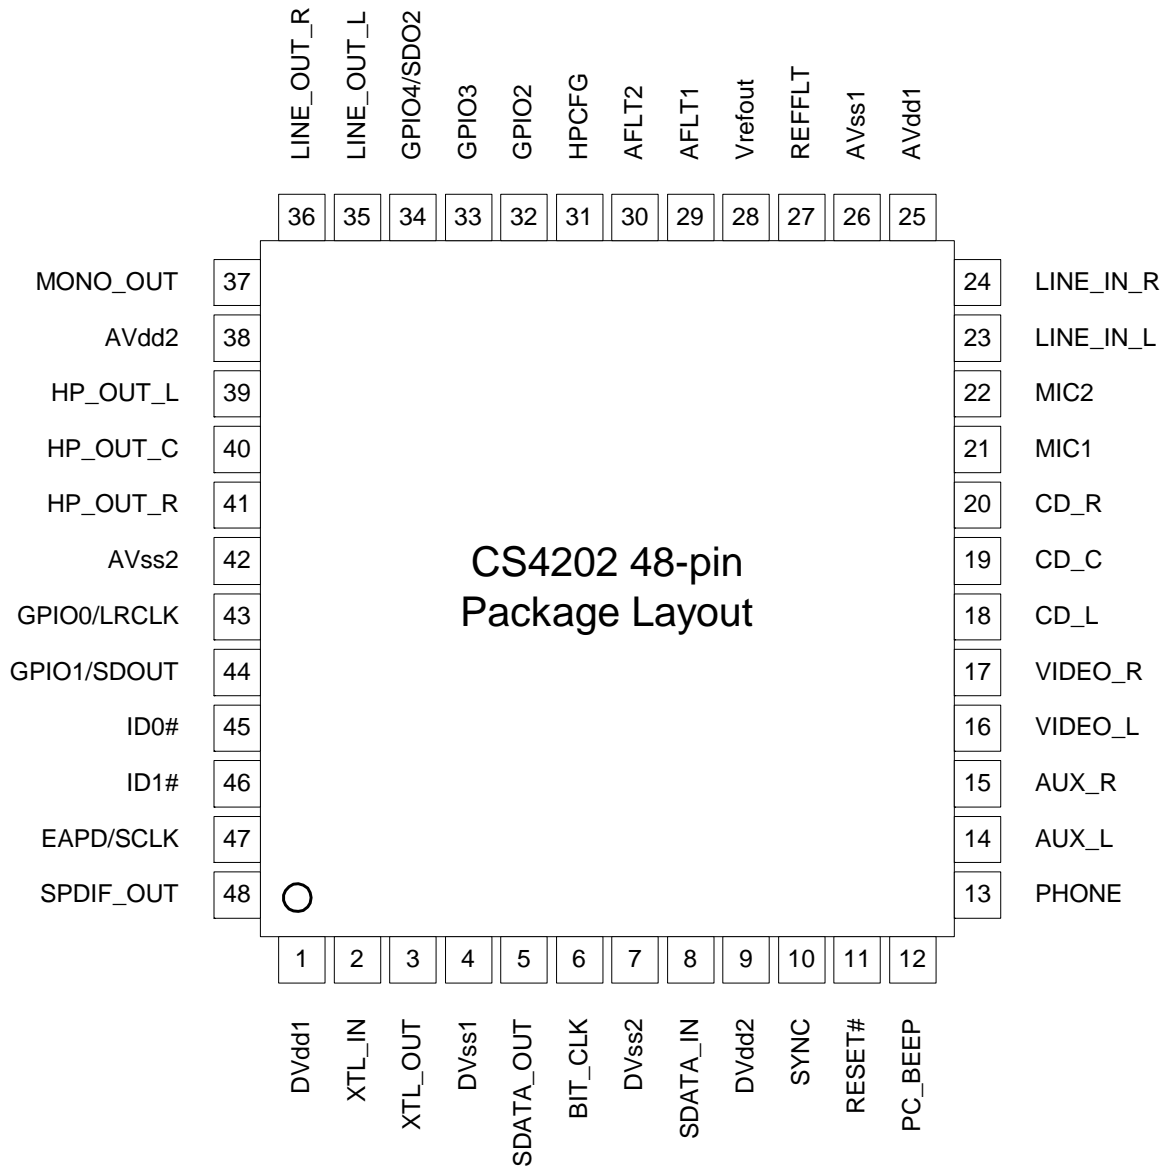 LINE_OUT_R
LINE_OUT_L
GPIO4/SDO2
GPIO3
GPIO2
HPCFG
AFLT2
AFLT1
Vrefout
REFFLT
AVss1
AVdd1
36 35 34 33 32 31 30 29 28 27 26 25
MONO_OUT 37
AVdd2 38
HP_OUT_L 39
HP_OUT_C 40
HP_OUT_R 41
AVss2 42
GPIO0/LRCLK 43
GPIO1/SDOUT 44
ID0# 45
ID1# 46
EAPD/SCLK 47
SPDIF_OUT 48
CS4202 48-pin
Package Layout
24 LINE_IN_R
23 LINE_IN_L
22 MIC2
21 MIC1
20 CD_R
19 CD_C
18 CD_L
17 VIDEO_R
16 VIDEO_L
15 AUX_R
14 AUX_L
13 PHONE
1 2 3 4 5 6 7 8 9 10 11 12
DVdd1
XTL_IN
XTL_OUT
DVss1
SDATA_OUT
BIT_CLK
DVss2
SDATA_IN
DVdd2
SYNC
RESET#
PC_BEEP